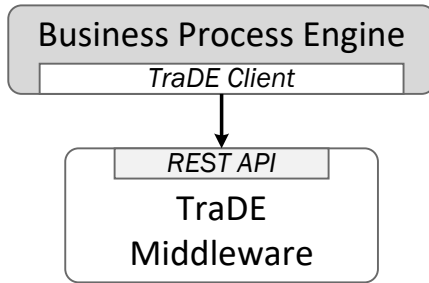 Business Process Engine
TraDE Client
REST API
TraDE
Middleware